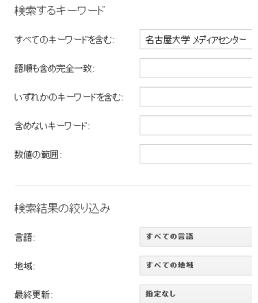 検索するキーワード
すべてのキーワードを含む: 名古屋大学 メディアセンター
語順も含め完全一致:
いずれかのキーワードを含む:
含めないキーワード:
数値の範囲:
検索結果の絞り込み
言語: すべての言語
地域: すべての地域
最終更新: 指定なし